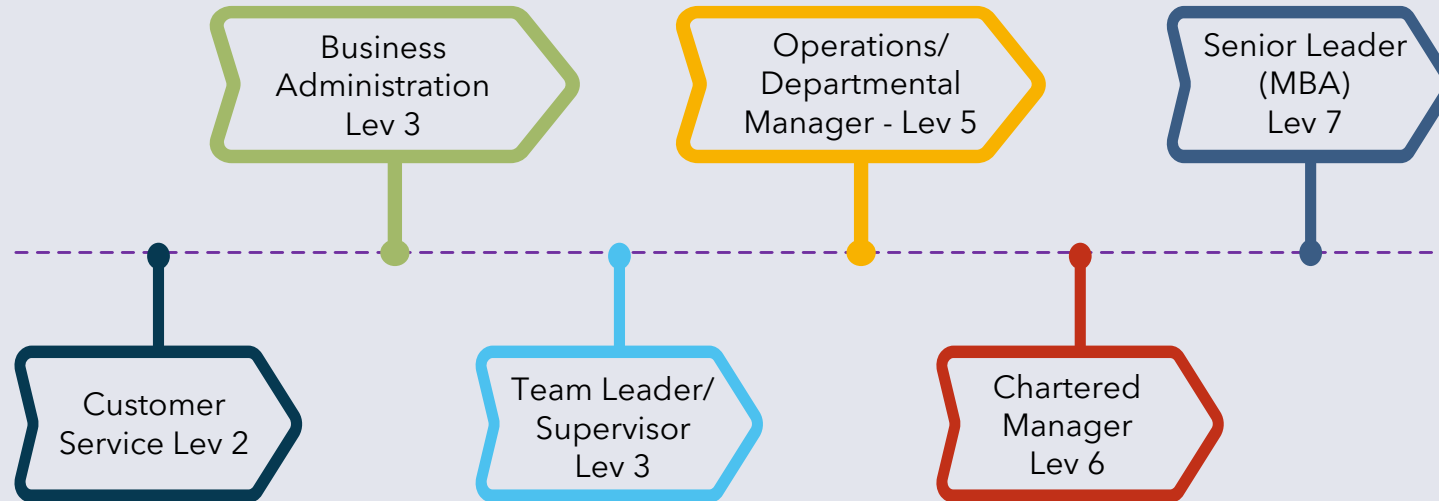 Business
Administration
Lev 3
Operations/
Departmental
Manager - Lev 5
Senior Leader
(MBA)
Lev 7
Customer
Service Lev 2
Team Leader/
Supervisor
Lev 3
Chartered
Manager
Lev 6